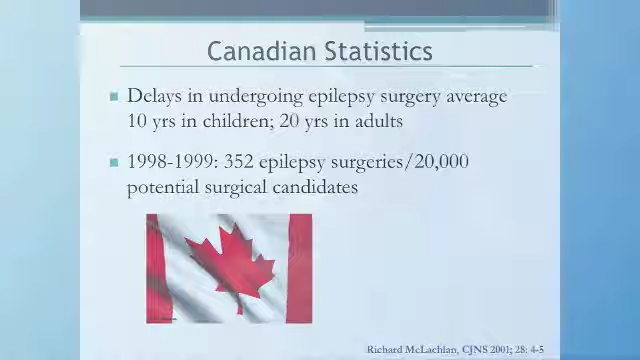 Canadian Statistics
Delays in undergoing epilepsy surgery average
10 yrs in children; 20 yrs in adults
1998-1999: 352 epilepsy surgeries/20,000
potential surgical candidates
Richard McLachlan, CJNS 2001; 28: 4-5